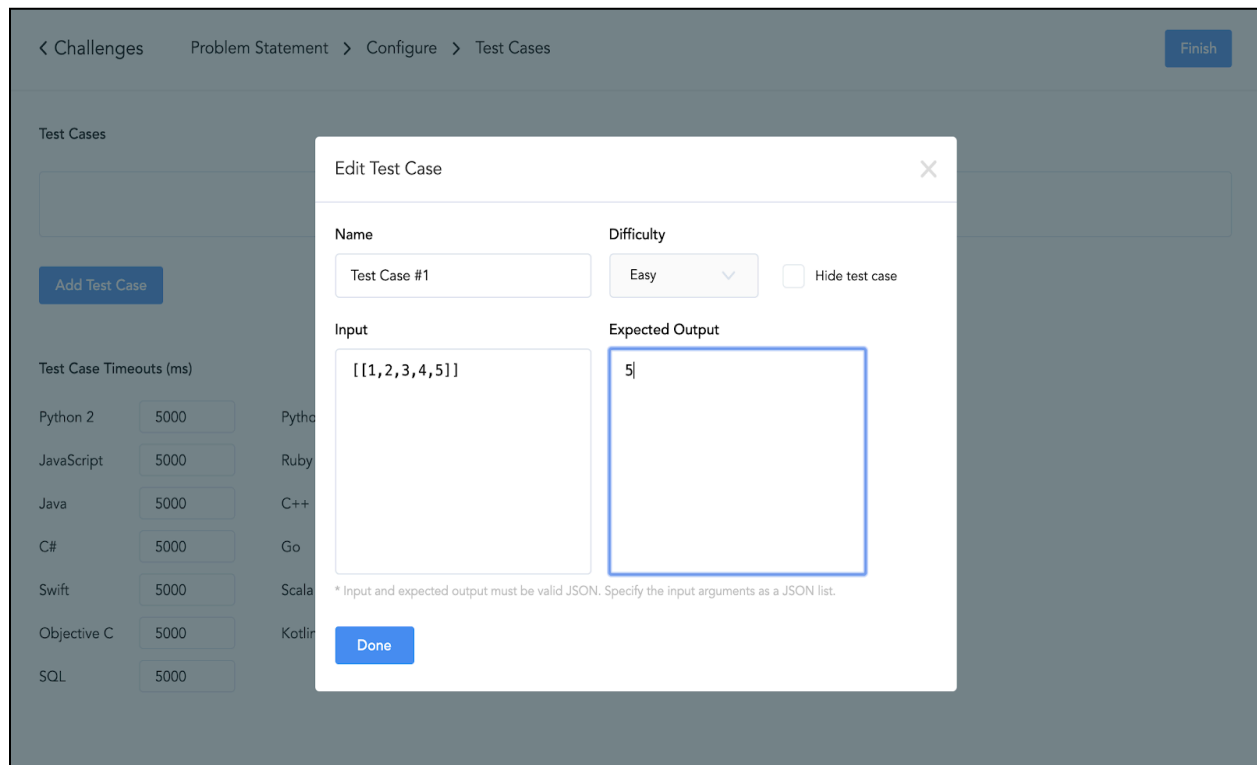 Challenges Problem Statement > Configure > Test Cases Finish
Test Cases
Edit Test Case
Name Difficulty
Test Case #1 Easy Hide test case
Add Test Case
Input Expected Output
[[1,2,3,4,5]] 5
Test Case Timeouts (ms)
Python 2 5000 Pytho
JavaScript 5000 Ruby
Java 5000 C++
C# 5000 Go
Swift 5000 Scala
* Input and expected output must be valid JSON. Specify the input arguments as a JSON list.
Objective C 5000 Kotlin
Done
SQL 5000